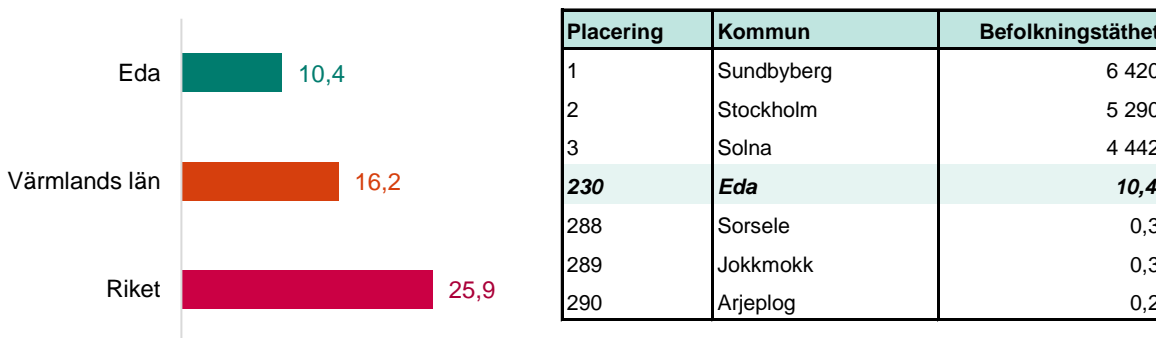 Eda 10,4
Värmlands län 16,2
Riket 25,9
Placering Kommun Befolkningstäthet
1 Sundbyberg 6 420
2 Stockholm 5 290
3 Solna 4 442
230 Eda 10,4
288 Sorsele 0,3
289 Jokkmokk 0,3
290 Arjeplog 0,2